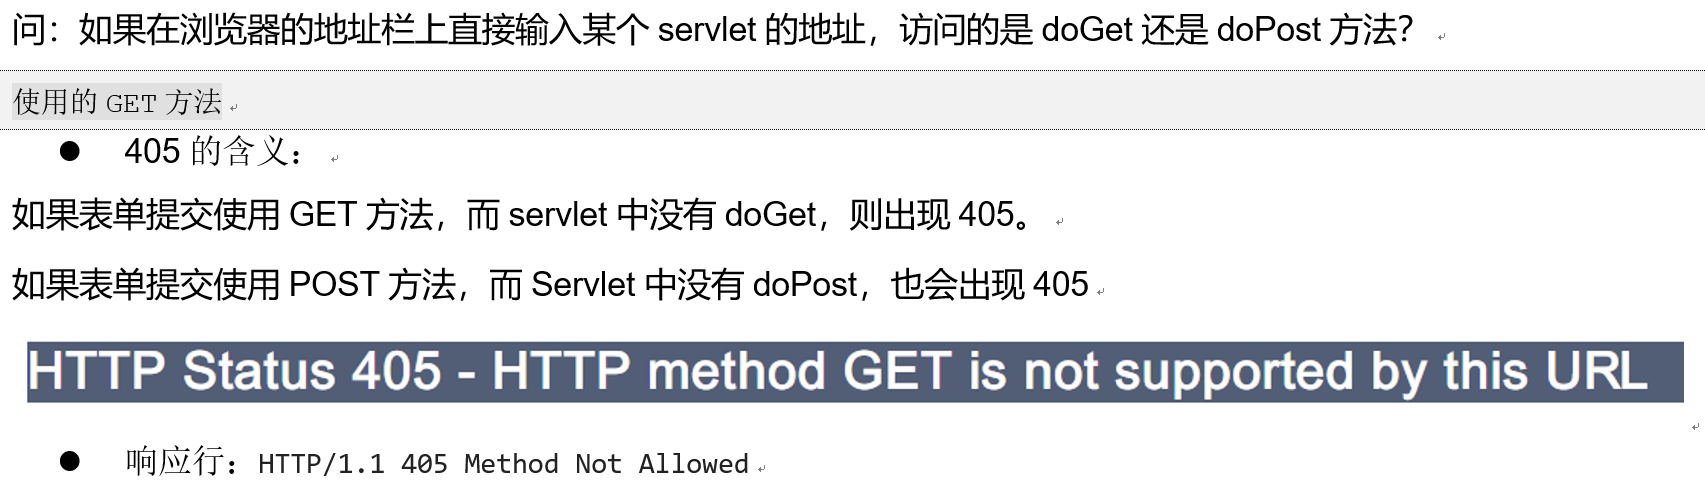 问：如果在浏览器的地址栏上直接输入某个 servlet 的地址，访问的是 doGet 还是 doPost 方法？
使用的 GET 方法
● 405 的含义：
如果表单提交使用 GET 方法，而 servlet 中没有 doGet，则出现 405。
如果表单提交使用 POST 方法，而 Servlet 中没有 doPost，也会出现 405
HTTP Status 405 - HTTP method GET is not supported by this URL
● 响应行：HTTP/1.1 405 Method Not Allowed